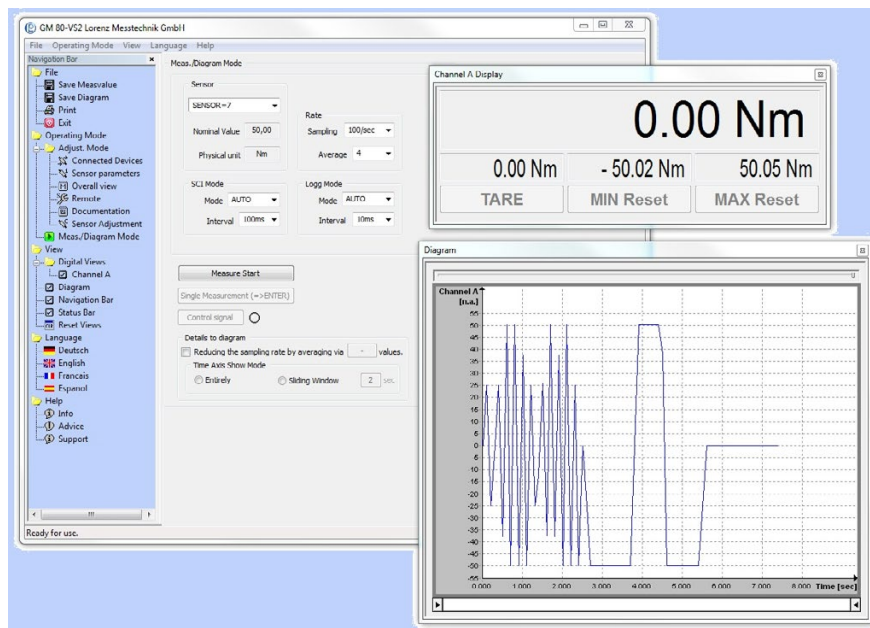 GM 80-VS2 Lorenz Messtechnik GmbH
File Operating Mode View Language Help
Navigation Bar
File
Save Measvalue
Save Diagram
Print
Exit
Operating Mode
Adjust. Mode
Connected Devices
Sensor parameters
Overall view
Remote
Documentation
Sensor Adjustment
Meas./Diagram Mode
View
Digital Views
Channel A
Diagram
Navigation Bar
Status Bar
Reset Views
Language
Deutsch
English
Francais
Espanol
Help
Info
Advice
Support
Ready for use.
Meas./Diagram Mode
Sensor
SENSOR=7
Nominal Value 50,00
Physical unit Nm
Rate
Sampling 100/sec
Average 4
SCI Mode
Mode AUTO
Interval 100ms
Logg Mode
Mode AUTO
Interval 10ms
Measure Start
Single Measurement (=>ENTER)
Control signal
Details to diagram
Reducing the sampling rate by averaging via - values.
Time Axis Show Mode
Entirely Sliding Window 2 sec.
Channel A Display
0.00 Nm
0.00 Nm - 50.02 Nm 50.05 Nm
TARE MIN Reset MAX Reset
Diagram
Channel A
[n.a.]
55
50
45
40
35
30
25
20
15
10
5
0
-5
-10
-15
-20
-25
-30
-35
-40
-45
-50
-55
0.000 1.000 2.000 3.000 4.000 5.000 6.000 7.000 8.000 Time [sec]